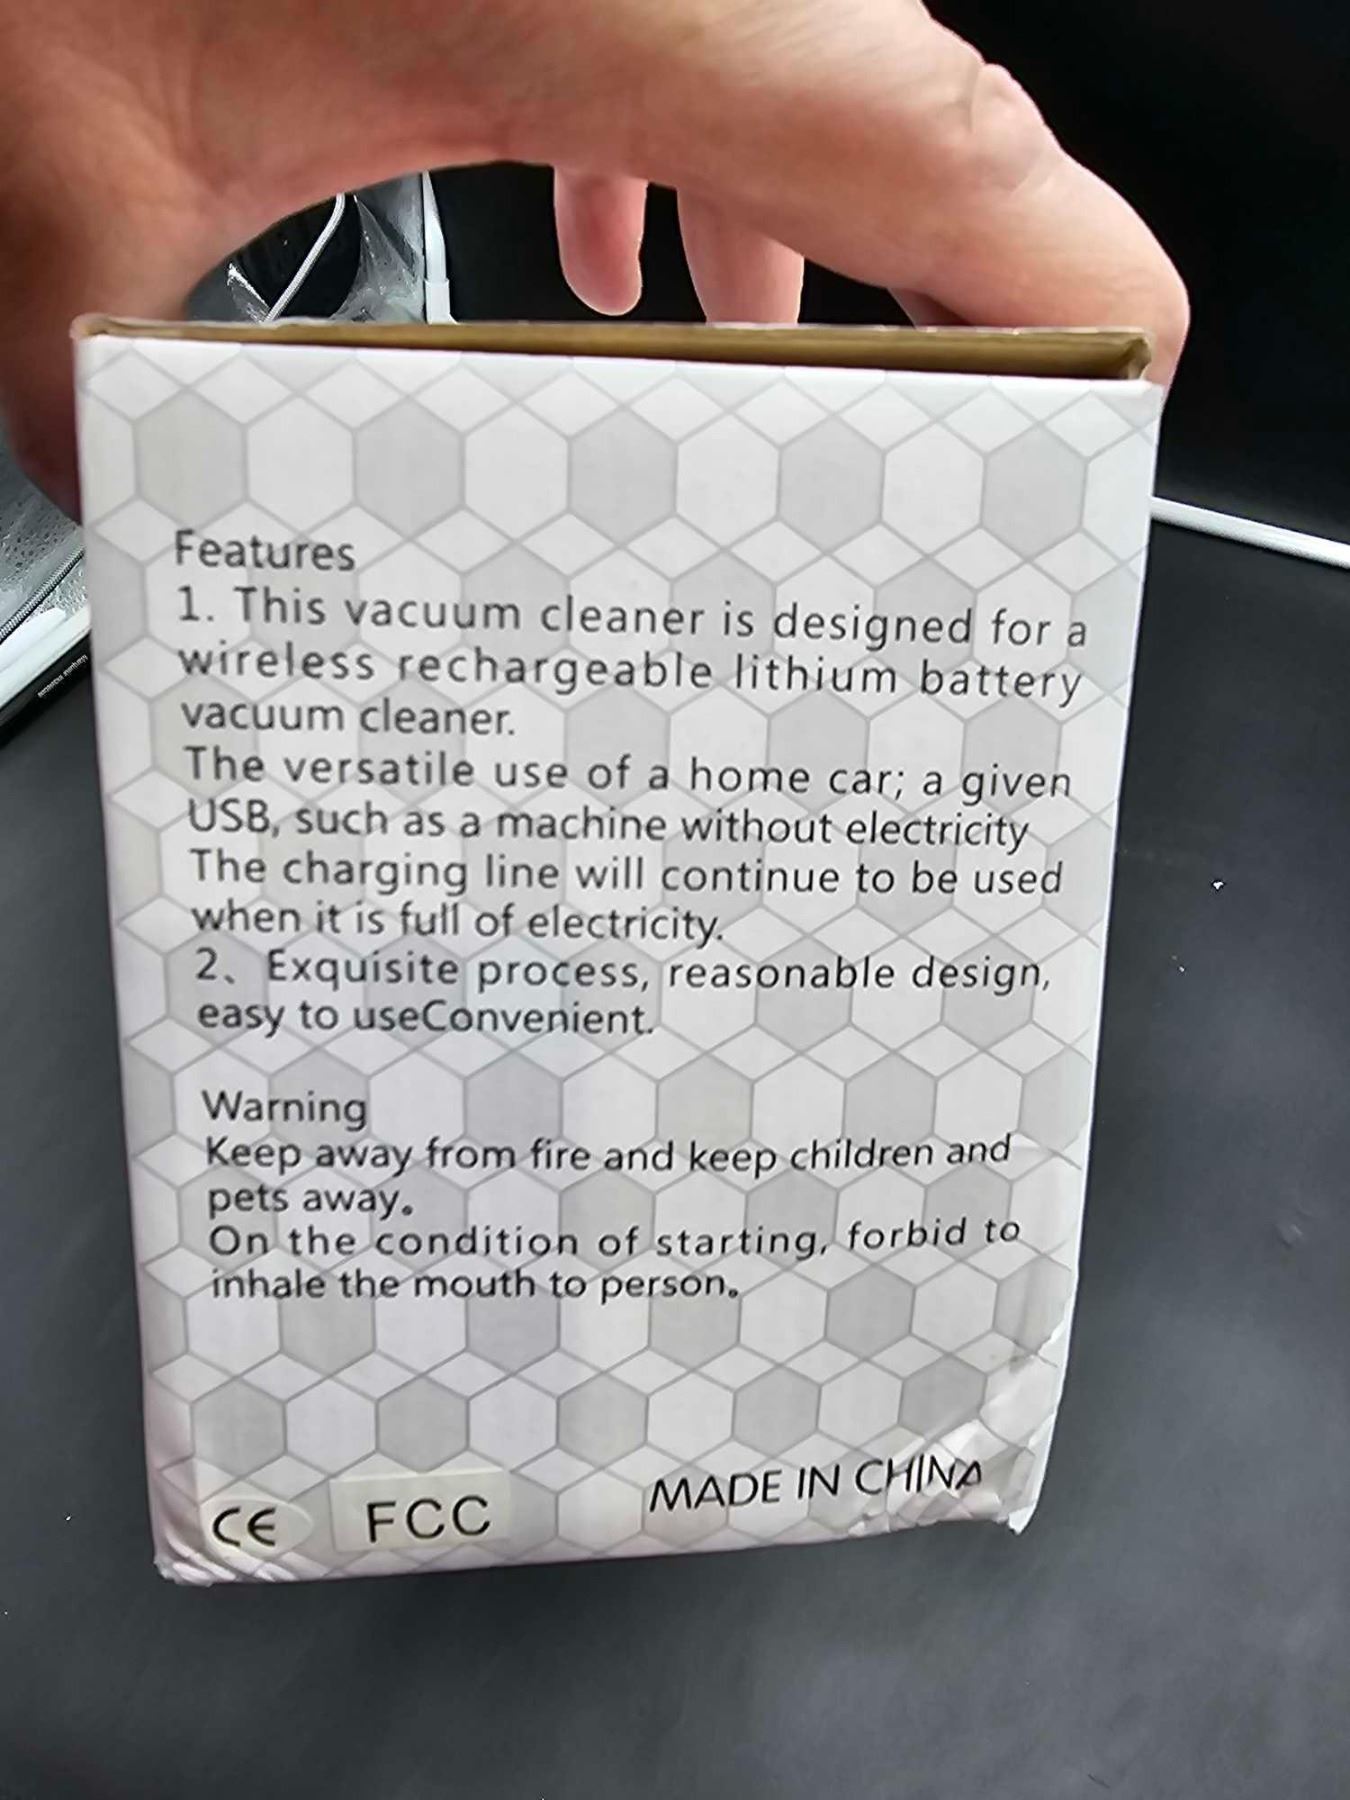 Features
1. This vacuum cleaner is designed for a
wireless rechargeable lithium battery
vacuum cleaner.
The versatile use of a home car; a given
USB, such as a machine without electricity
The charging line will continue to be used
when it is full of electricity.
2、 Exquisite process, reasonable design,
easy to useConvenient.
Warning
Keep away from fire and keep children and
pets away。
On the condition of starting, forbid to
inhale the mouth to person。
CE FCC MADE IN CHINA